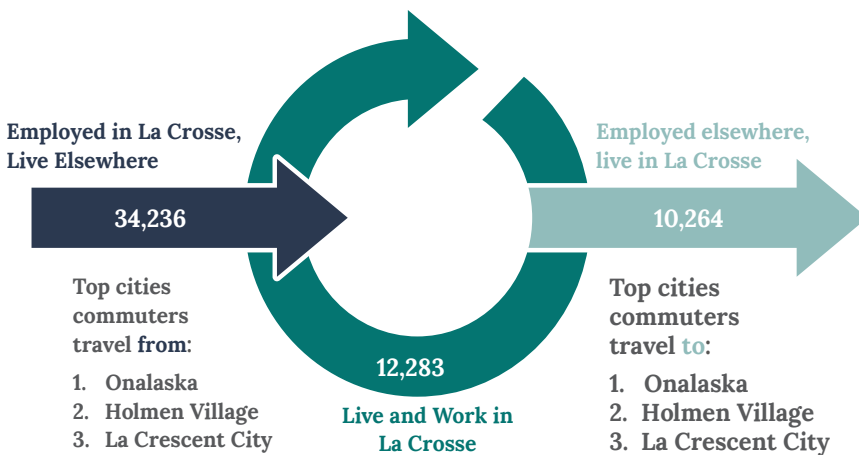 Employed in La Crosse,
Live Elsewhere
34,236
Top cities
commuters
travel from:
1. Onalaska
2. Holmen Village
3. La Crescent City
12,283
Live and Work in
La Crosse
Employed elsewhere,
live in La Crosse
10,264
Top cities
commuters
travel to:
1. Onalaska
2. Holmen Village
3. La Crescent City